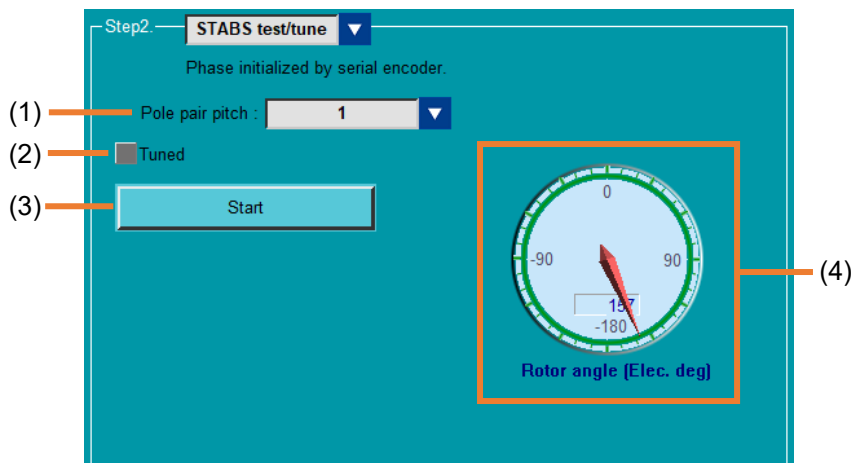 Step2. STABS test/tune
Phase initialized by serial encoder.
(1) Pole pair pitch : 1
(2) Tuned
(3) Start
0
-90 90
157
-180
(4)
Rotor angle (Elec. deg)